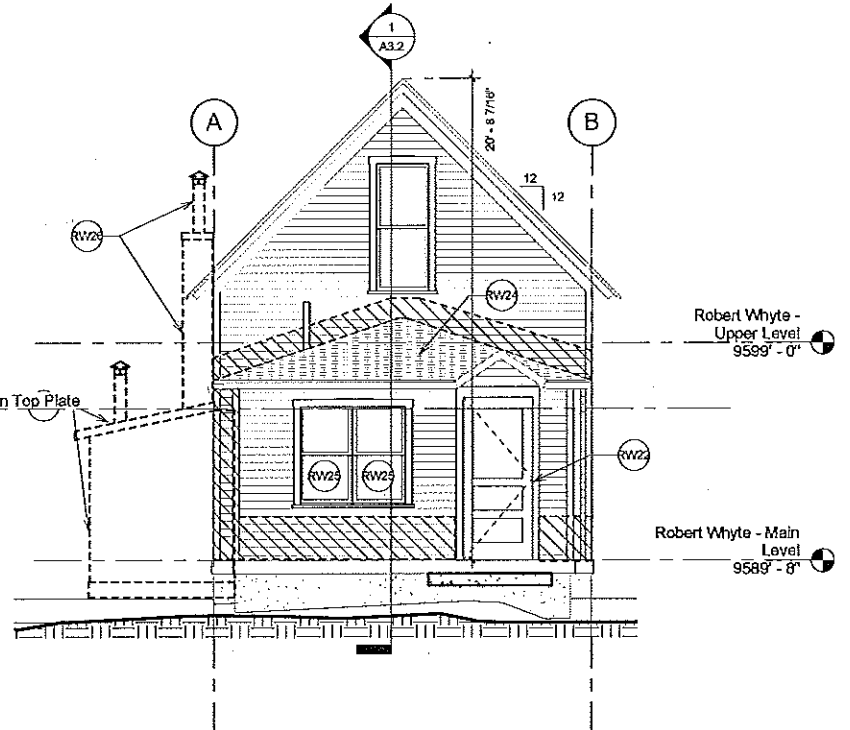 1
A3.2
A
B
20' - 8 7/16"
12
12
RW26
RW24
Robert Whyte -
Upper Level
9599' - 0"
n Top Plate
RW25
RW25
RW22
Robert Whyte - Main
Level
9589' - 8"